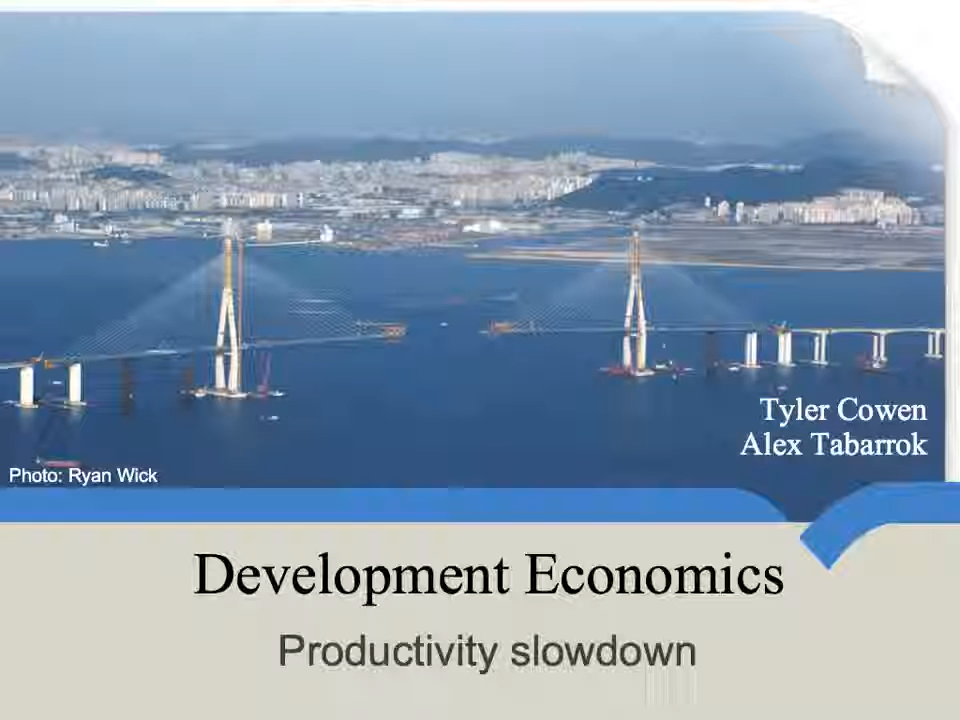 Tyler Cowen
Alex Tabarrok
Photo: Ryan Wick
Development Economics
Productivity slowdown